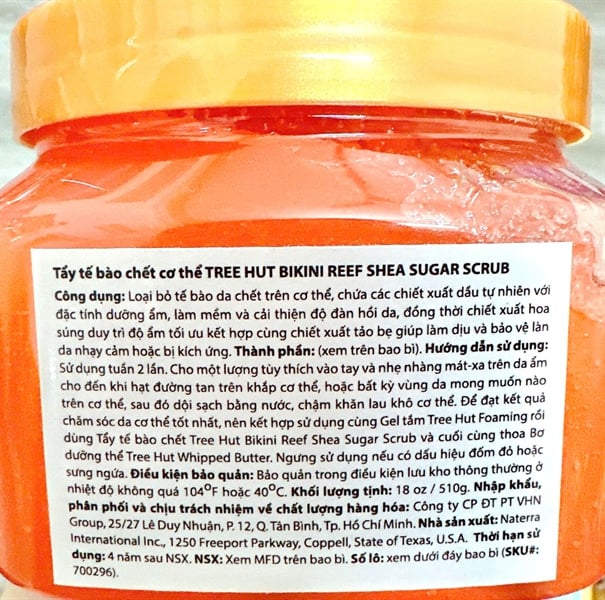 Tẩy tế bào chết cơ thể TREE HUT BIKINI REEF SHEA SUGAR SCRUB
Công dụng: Loại bỏ tế bào da chết trên cơ thể, chứa các chiết xuất dầu tự nhiên với
đặc tính dưỡng ẩm, làm mềm và cải thiện độ đàn hồi da, đồng thời chiết xuất hoa
súng duy trì độ ẩm tối ưu kết hợp cùng chiết xuất tảo bẹ giúp làm dịu và bảo vệ làn
da nhạy cảm hoặc bị kích ứng. Thành phần: (xem trên bao bì). Hướng dẫn sử dụng:
Sử dụng tuần 2 lần. Cho một lượng tùy thích vào tay và nhẹ nhàng mát-xa trên da ẩm
cho đến khi hạt đường tan trên khắp cơ thể, hoặc bất kỳ vùng da mong muốn nào
trên cơ thể, sau đó dội sạch bằng nước, chậm khăn lau khô cơ thể. Để đạt kết quả
chăm sóc da cơ thể tốt nhất, nên kết hợp sử dụng cùng Gel tắm Tree Hut Foaming rồi
dùng Tẩy tế bào chết Tree Hut Bikini Reef Shea Sugar Scrub và cuối cùng thoa Bơ
dưỡng thể Tree Hut Whipped Butter. Ngưng sử dụng nếu có dấu hiệu đốm đỏ hoặc
sưng ngứa. Điều kiện bảo quản: Bảo quản trong điều kiện lưu kho thông thường ở
nhiệt độ không quá 104°F hoặc 40°C. Khối lượng tịnh: 18 oz / 510g. Nhập khẩu,
phân phối và chịu trách nhiệm về chất lượng hàng hóa: Công ty CP ĐT PT VHN
Group, 25/27 Lê Duy Nhuận, P. 12, Q. Tân Bình, Tp. Hồ Chí Minh. Nhà sản xuất: Naterra
International Inc., 1250 Freeport Parkway, Coppell, State of Texas, U.S.A. Thời hạn sử
dụng: 4 năm sau NSX. NSX: Xem MFD trên bao bì. Số lô: xem dưới đáy bao bì (SKU#:
700296).